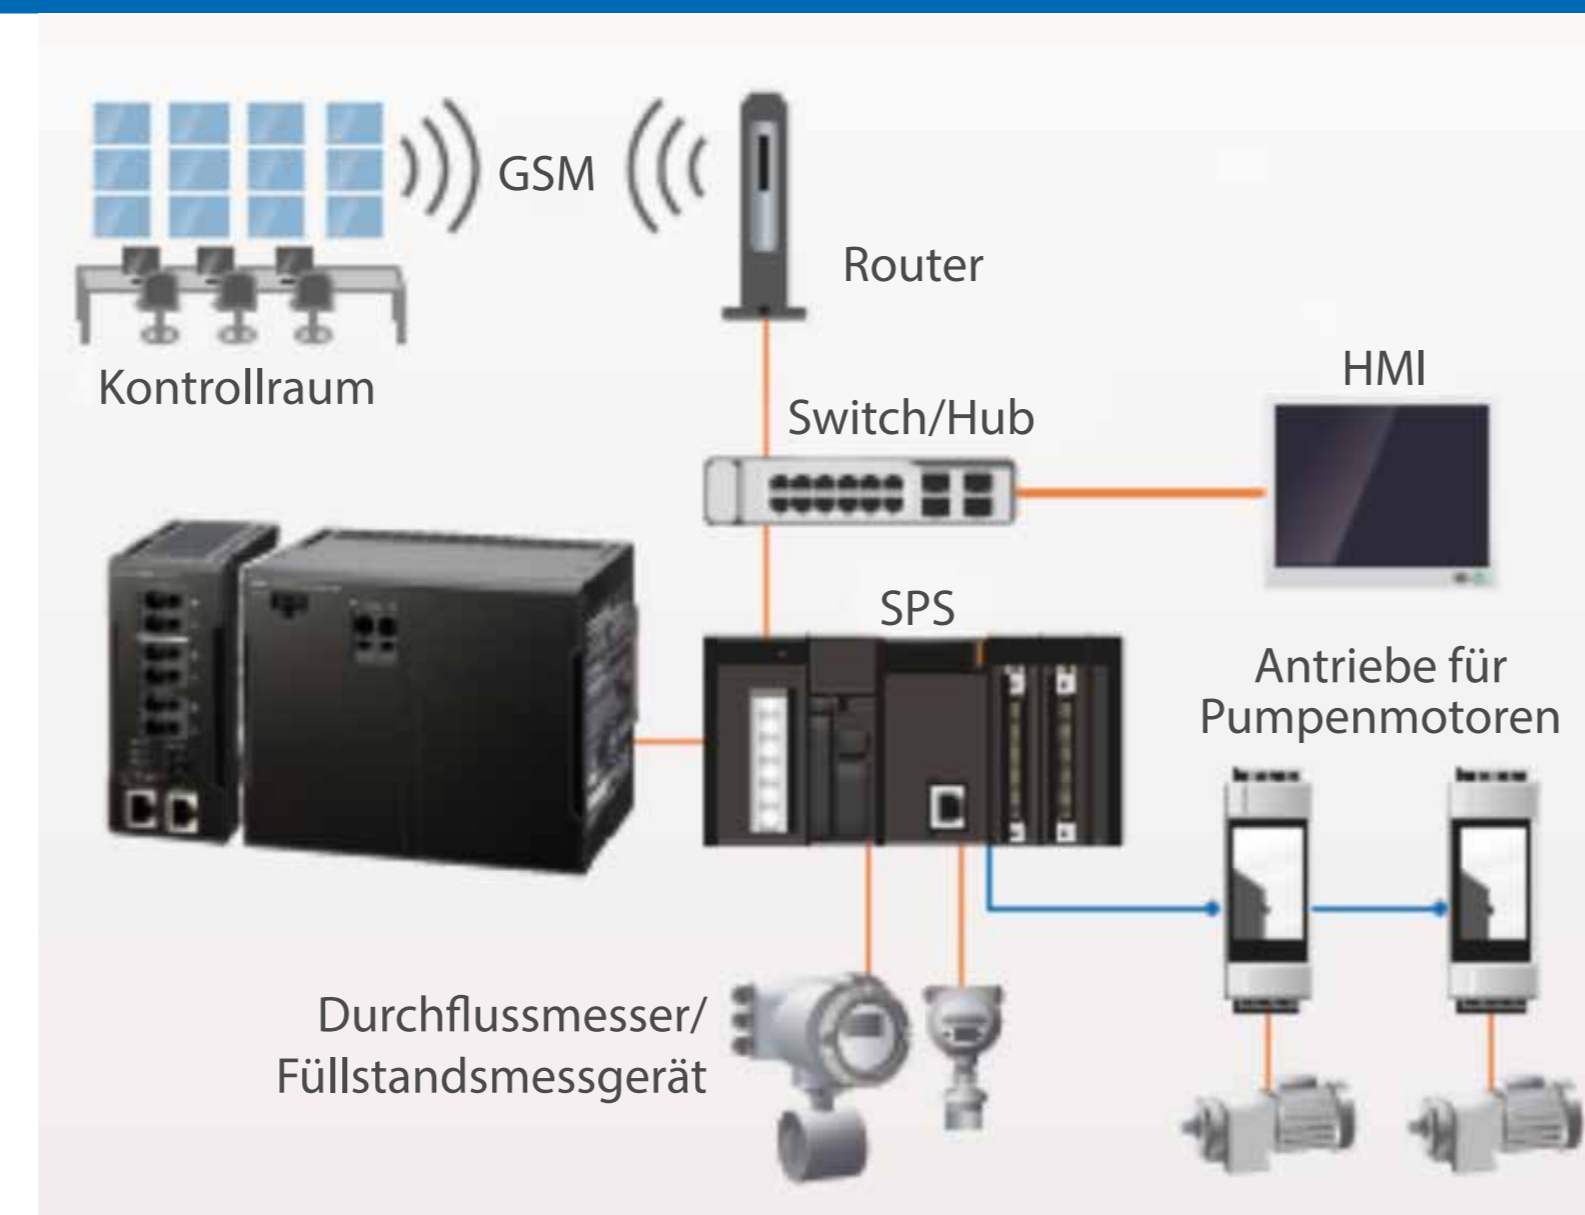 GSM
Router
Kontrollraum
HMI
Switch/Hub
SPS
Antriebe für
Pumpenmotoren
Durchflussmesser/
Füllstandsmessgerät